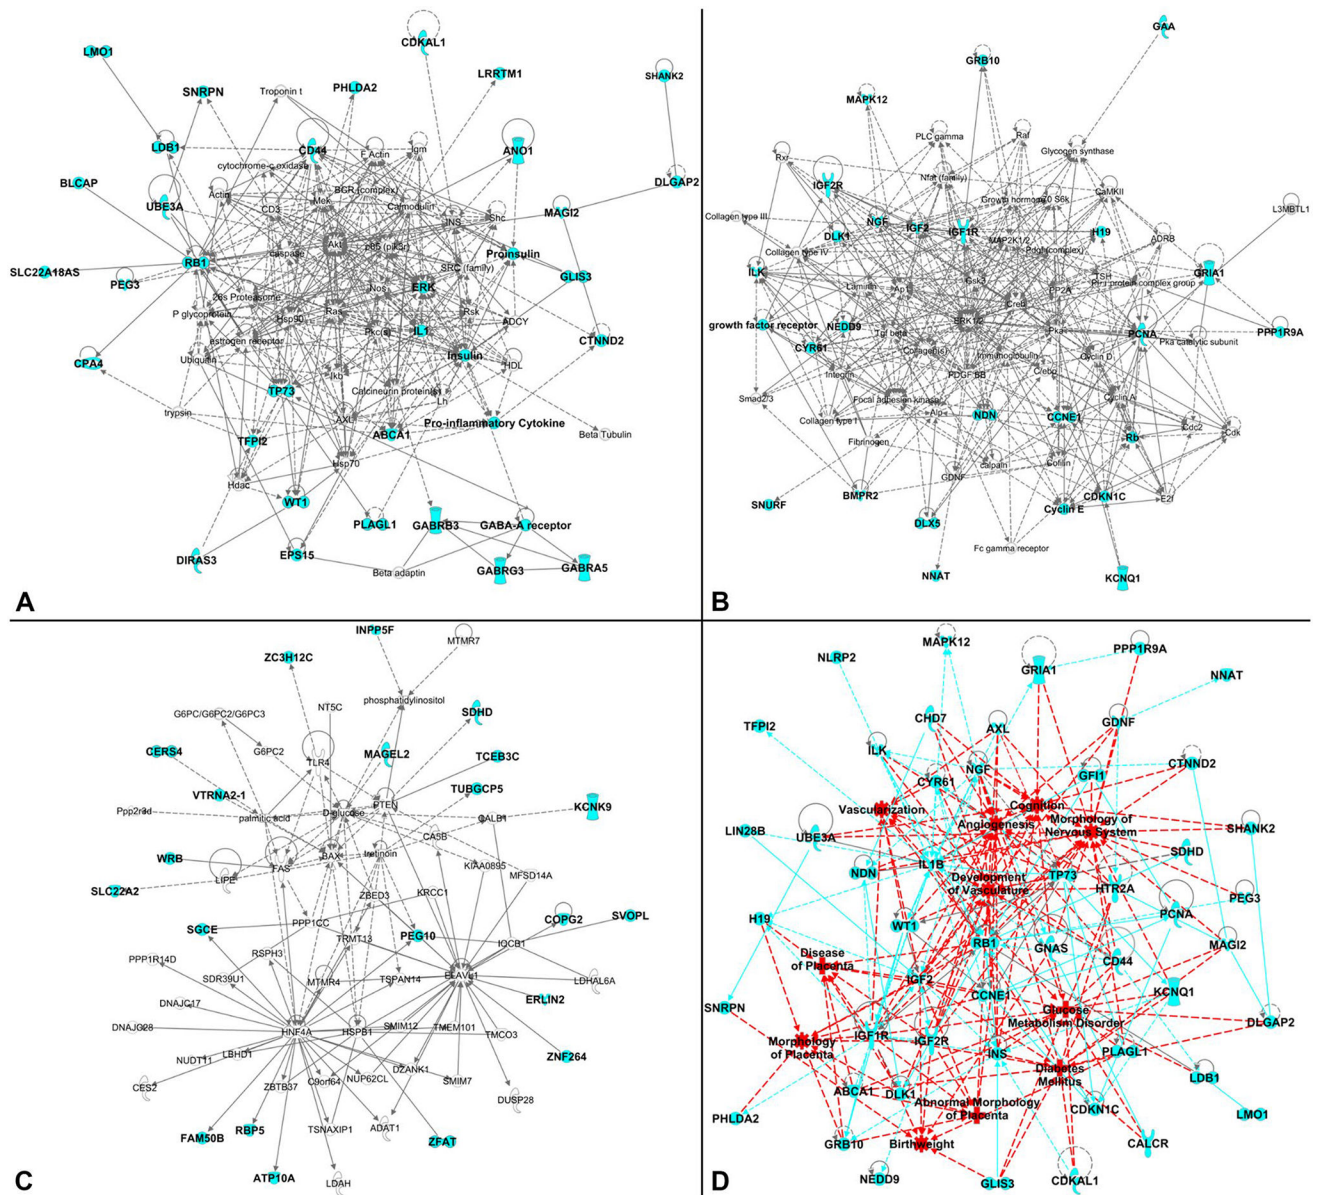 CDKAL1
LMO1
LRRTM1
SHANK2
SNRPN
Troponin t
PHLDA2
LDB1
CD44
F Actin
Igm
ANO1
cytochrome-c oxidase
BLCAP
UBE3A
Actin
BCR (complex)
Mek
CD3
Calmodulin
DLGAP2
MAGI2
INS
Shc
Akt
caspase
Proinsulin
SLC22A18AS
RB1
SRC (family)
PEG3
Nos
ERK
GLIS3
26s Proteasome
P glycoprotein
Hsp90
Ras
Rsk
ADCY
IL1
estrogen receptor
CTNND2
CPA4
Ubiquitin
Insulin
HDL
Ikb
TP73
Calcineurin protein(s)
Lh
trypsin
AXL
TFPI2
ABCA1
Pro-inflammatory Cytokine
Beta Tubulin
Hsp70
Hdac
WT1
PLAGL1
GABRB3
GABA-A receptor
DIRAS3
EPS15
Beta adaptin
GABRG3
GABRA5
A
GAA
GRB10
MAPK12
PLC gamma
Raf
Rxr
Glycogen synthase
IGF2R
Nfat (family)
CaMKII
Growth hormone
p70 S6k
L3MBTL1
Collagen type III
NGF
IGF2
IGF1R
H19
DLK1
MAP2K1/2
Pdgf (complex)
ADRB
Collagen type IV
ILK
TSH
GRIA1
Laminin
Ap1
Gsk3
PP2A
Pi-i protein complex group
Creb
growth factor receptor
NEDD9
ERK1/2
Tgf beta
Pka
PCNA
PPP1R9A
Pka catalytic subunit
CYR61
Collagen(s)
Immunoglobulin
Cyclin D
Integrin
PDGF BB
C/ebp
Smad2/3
Focal adhesion kinase
Cyclin A
Collagen type I
Alp
NDN
CCNE1
Cdc2
Cdk
Fibrinogen
Rb
calpain
Cofilin
GDNF
SNURF
BMPR2
CDKN1C
E2f
DLX5
Cyclin E
Fc gamma receptor
NNAT
KCNQ1
B
INPP5F
MTMR7
ZC3H12C
phosphatidylinositol
NT5C
G6PC/G6PC2/G6PC3
SDHD
CERS4
G6PC2
TLR4
MAGEL2
TCEB3C
VTRNA2-1
TUBGCP5
Ppp2r3d
palmitic acid
D-glucose
PTEN
KCNK9
CALB1
CA5B
WRB
LIPE
FAS
BAX
tretinoin
KIAA0895
MFSD14A
SLC22A2
ZBED3
KRCC1
SGCE
PPP1CC
COPG2
SVOPL
TRMT13
PEG10
IQCB1
PPP1R14D
RSPH3
SDR39U1
MTMR4
TSPAN14
ELAVL1
LDHAL6A
DNAJC17
ERLIN2
DNAJC28
HNF4A
HSPB1
SMIM12
TMEM101
TMCO3
NUDT11
LBHD1
ZNF264
DZANK1
CES2
ZBTB37
C9orf64
NUP62CL
SMIM7
DUSP28
FAM50B
RBP5
TSNAXIP1
ADAT1
ZFAT
ATP10A
LDAH
C
NLRP2
MAPK12
GRIA1
PPP1R9A
NNAT
TFPI2
CHD7
AXL
GDNF
ILK
NGF
GFI1
CTNND2
CYR61
Vascularization
Cognition
Angiogenesis
Morphology of
Nervous System
LIN28B
UBE3A
SHANK2
IL1B
SDHD
NDN
Development
of Vasculature
TP73
HTR2A
PEG3
H19
WT1
PCNA
RB1
GNAS
MAGI2
Disease
of Placenta
CD44
IGF2
CCNE1
KCNQ1
SNRPN
Glucose
Metabolism Disorder
DLGAP2
Morphology
of Placenta
IGF1R
IGF2R
INS
PLAGL1
Diabetes
Mellitus
LDB1
ABCA1
DLK1
Abnormal Morphology
of Placenta
CDKN1C
PHLDA2
LMO1
GRB10
Birthweight
CALCR
NEDD9
GLIS3
CDKAL1
D